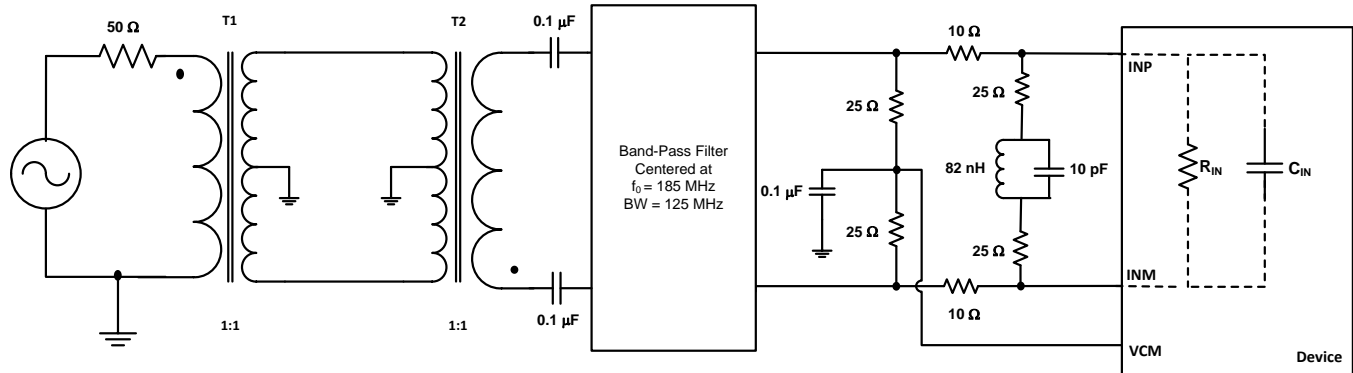 50 Ω
T1
T2
0.1 µF
0.1 µF
1:1
1:1
Band-Pass Filter
Centered at
f₀ = 185 MHz
BW = 125 MHz
25 Ω
0.1 µF
25 Ω
10 Ω
10 Ω
25 Ω
82 nH
10 pF
25 Ω
INP
INM
VCM
R_IN
C_IN
Device